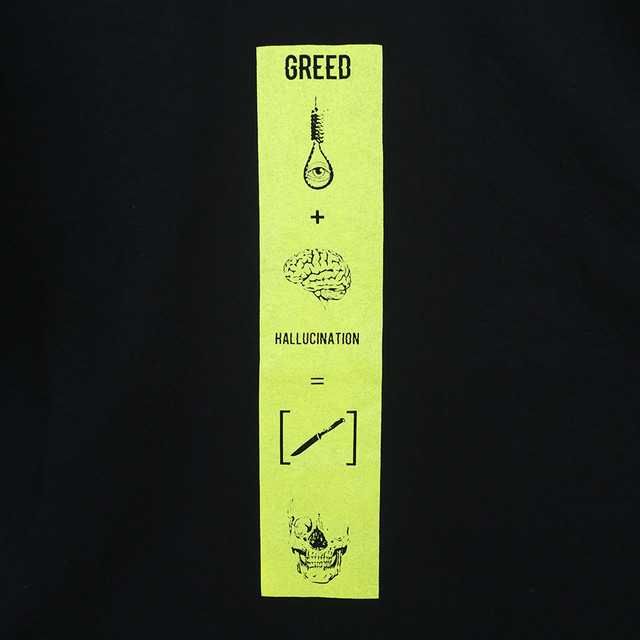 GREED
+
HALLUCINATION
=
[ ]